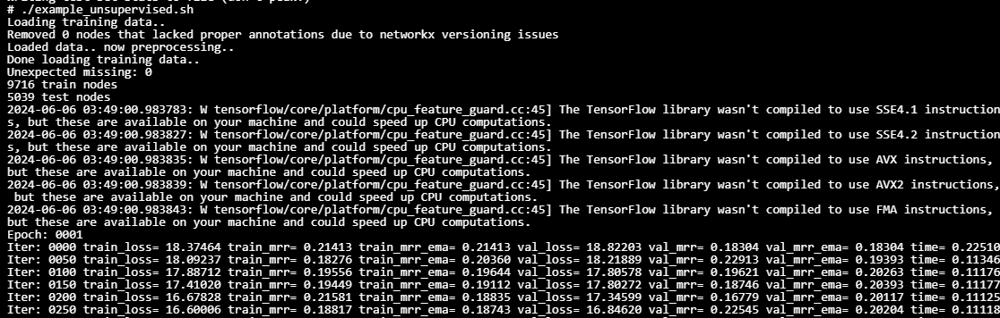 # ./example_unsupervised.sh
Loading training data..
Removed 0 nodes that lacked proper annotations due to networkx versioning issues
Loaded data.. now preprocessing..
Done loading training data..
Unexpected missing: 0
9716 train nodes
5039 test nodes
2024-06-06 03:49:00.983783: W tensorflow/core/platform/cpu_feature_guard.cc:45] The TensorFlow library wasn't compiled to use SSE4.1 instruction
s, but these are available on your machine and could speed up CPU computations.
2024-06-06 03:49:00.983827: W tensorflow/core/platform/cpu_feature_guard.cc:45] The TensorFlow library wasn't compiled to use SSE4.2 instruction
s, but these are available on your machine and could speed up CPU computations.
2024-06-06 03:49:00.983835: W tensorflow/core/platform/cpu_feature_guard.cc:45] The TensorFlow library wasn't compiled to use AVX instructions,
but these are available on your machine and could speed up CPU computations.
2024-06-06 03:49:00.983839: W tensorflow/core/platform/cpu_feature_guard.cc:45] The TensorFlow library wasn't compiled to use AVX2 instructions,
but these are available on your machine and could speed up CPU computations.
2024-06-06 03:49:00.983843: W tensorflow/core/platform/cpu_feature_guard.cc:45] The TensorFlow library wasn't compiled to use FMA instructions,
but these are available on your machine and could speed up CPU computations.
Epoch: 0001
Iter: 0000 train_loss= 18.37464 train_mrr= 0.21413 train_mrr_ema= 0.21413 val_loss= 18.82203 val_mrr= 0.18304 val_mrr_ema= 0.18304 time= 0.22510
Iter: 0050 train_loss= 18.09237 train_mrr= 0.18276 train_mrr_ema= 0.20360 val_loss= 18.21889 val_mrr= 0.22913 val_mrr_ema= 0.19393 time= 0.11346
Iter: 0100 train_loss= 17.88712 train_mrr= 0.19556 train_mrr_ema= 0.19644 val_loss= 17.80578 val_mrr= 0.19621 val_mrr_ema= 0.20263 time= 0.11176
Iter: 0150 train_loss= 17.41020 train_mrr= 0.19449 train_mrr_ema= 0.19112 val_loss= 17.80272 val_mrr= 0.18746 val_mrr_ema= 0.20393 time= 0.11177
Iter: 0200 train_loss= 16.67828 train_mrr= 0.21581 train_mrr_ema= 0.18835 val_loss= 17.34599 val_mrr= 0.16779 val_mrr_ema= 0.20117 time= 0.11125
Iter: 0250 train_loss= 16.60006 train_mrr= 0.18817 train_mrr_ema= 0.18743 val_loss= 16.84620 val_mrr= 0.22545 val_mrr_ema= 0.20204 time= 0.11118